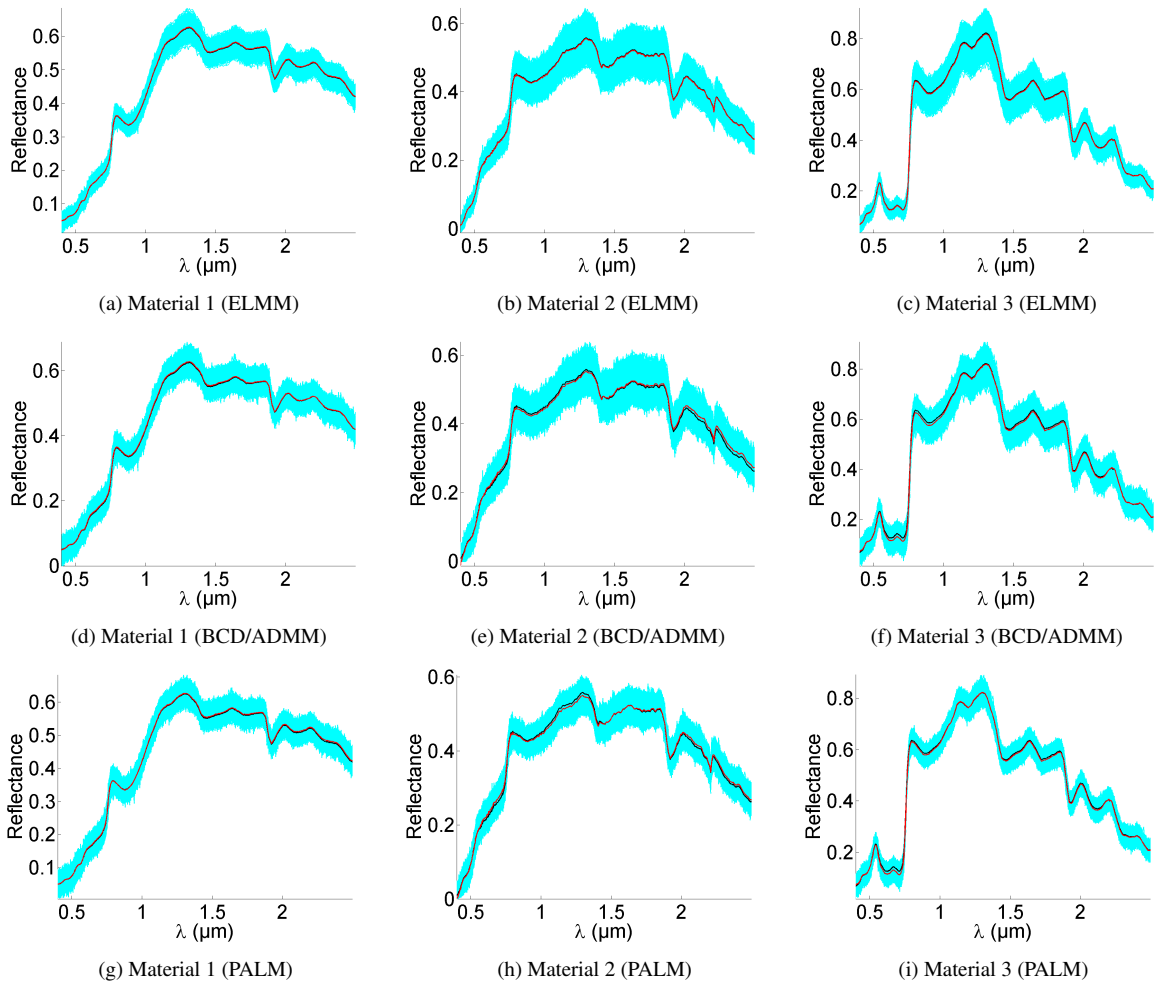 Reflectance
0.6
0.5
0.4
0.3
0.2
0.1
0.5
1
1.5
2
λ (µm)
(a) Material 1 (ELMM)
Reflectance
0.6
0.4
0.2
0
0.5
1
1.5
2
λ (µm)
(b) Material 2 (ELMM)
Reflectance
0.8
0.6
0.4
0.2
0.5
1
1.5
2
λ (µm)
(c) Material 3 (ELMM)
Reflectance
0.6
0.4
0.2
0
0.5
1
1.5
2
λ (µm)
(d) Material 1 (BCD/ADMM)
Reflectance
0.6
0.4
0.2
0
0.5
1
1.5
2
λ (µm)
(e) Material 2 (BCD/ADMM)
Reflectance
0.8
0.6
0.4
0.2
0.5
1
1.5
2
λ (µm)
(f) Material 3 (BCD/ADMM)
Reflectance
0.6
0.5
0.4
0.3
0.2
0.1
0.5
1
1.5
2
λ (µm)
(g) Material 1 (PALM)
Reflectance
0.6
0.4
0.2
0
0.5
1
1.5
2
λ (µm)
(h) Material 2 (PALM)
Reflectance
0.8
0.6
0.4
0.2
0.5
1
1.5
2
λ (µm)
(i) Material 3 (PALM)